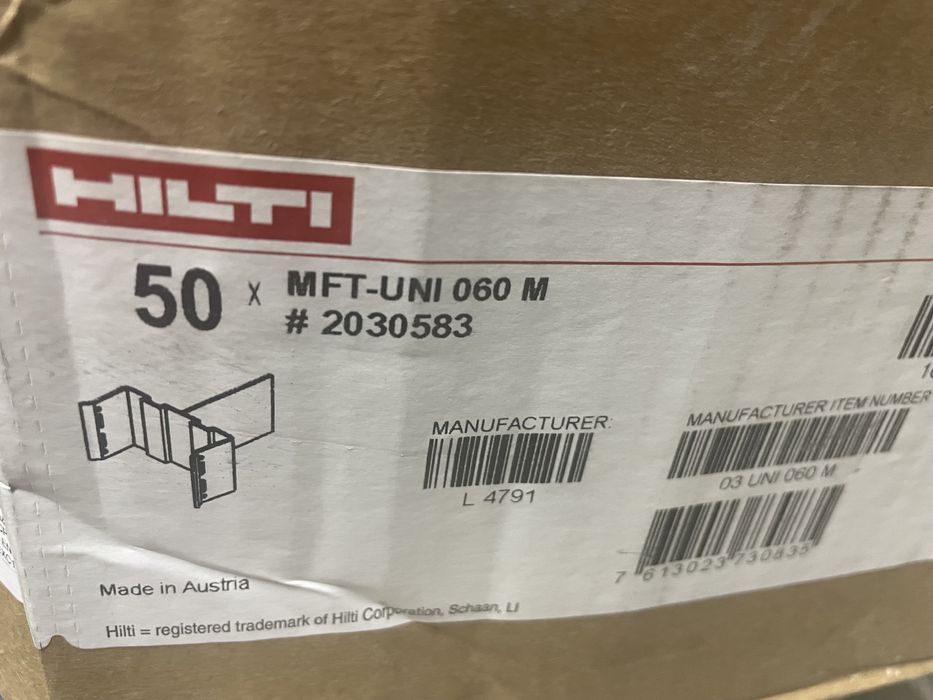 HILTI
50 x MFT-UNI 060 M
# 2030583
MANUFACTURER:
L 4791
MANUFACTURER ITEM NUMBER
03 UNI 060 M
7 613023 730835
Made in Austria
Hilti = registered trademark of Hilti Corporation, Schaan, LI